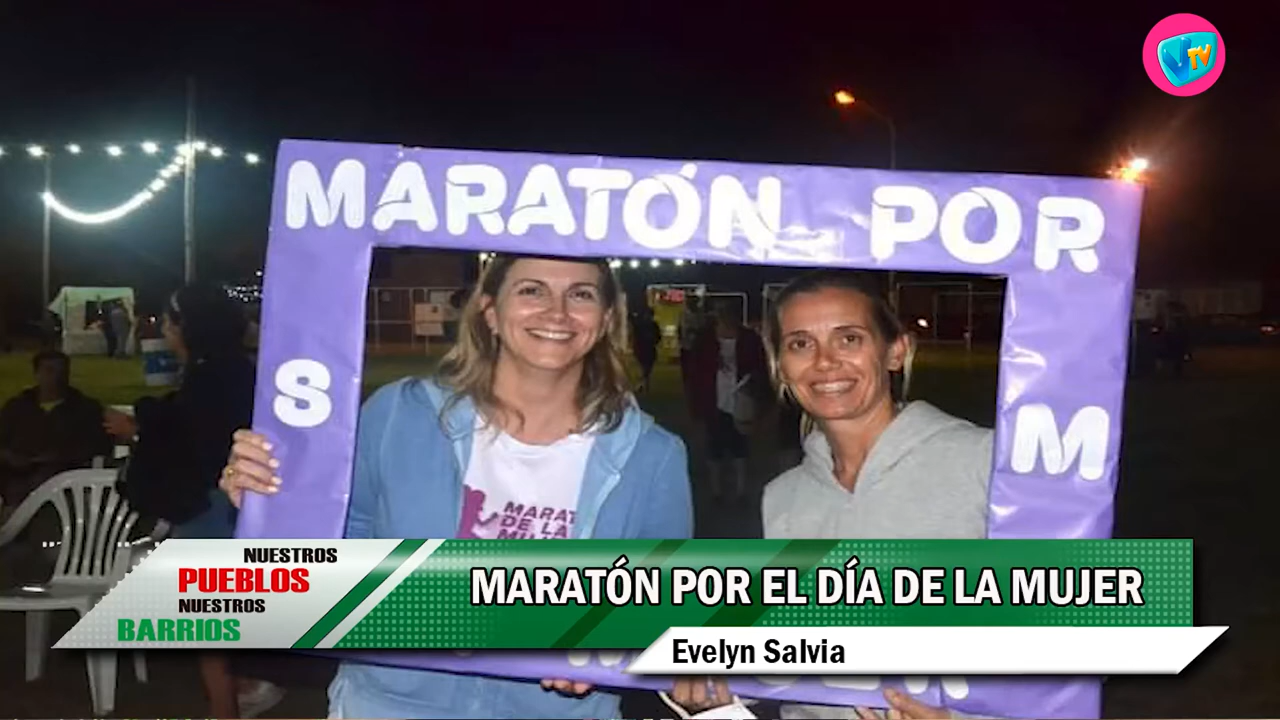 V TV
MARATÓN POR
S
M
MARAT
DE LA
NUESTROS
PUEBLOS
NUESTROS
BARRIOS
MARATÓN POR EL DÍA DE LA MUJER
Evelyn Salvia